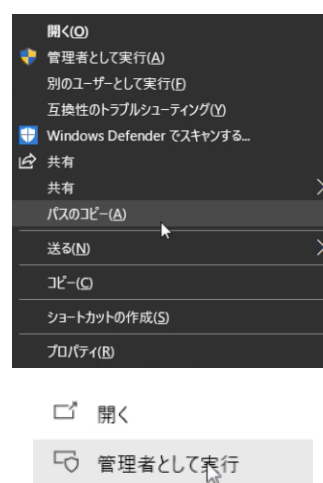 開く(O)
管理者として実行(A)
別のユーザーとして実行(F)
互換性のトラブルシューティング(Y)
Windows Defender でスキャンする...
共有
共有
パスのコピー(A)
送る(N)
コピー(C)
ショートカットの作成(S)
プロパティ(R)
開く
管理者として実行